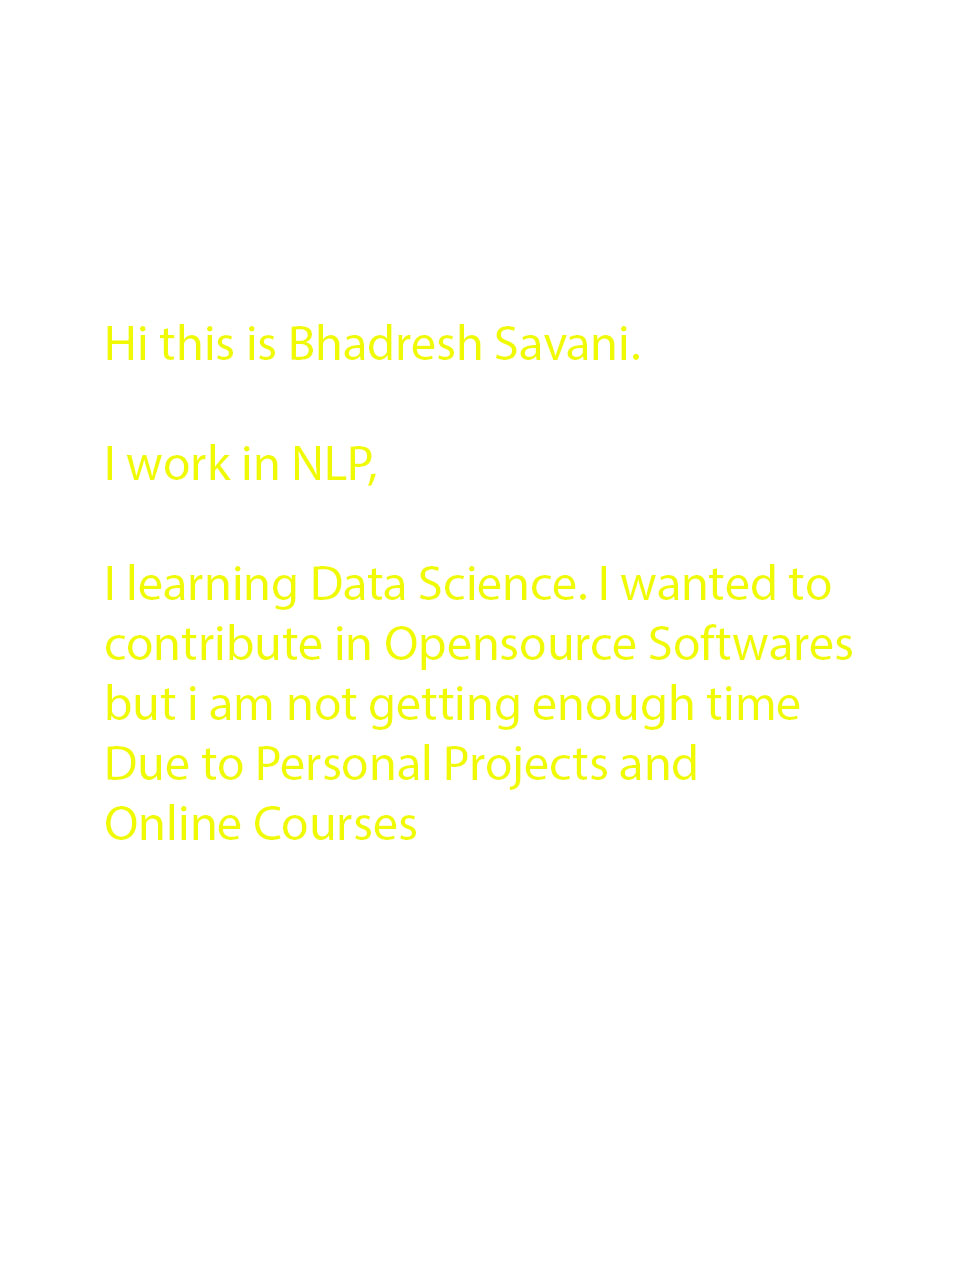 Hi this is Bhadresh Savani.
I work in NLP,
I learning Data Science. I wanted to
contribute in Opensource Softwares
but i am not getting enough time
Due to Personal Projects and
Online Courses